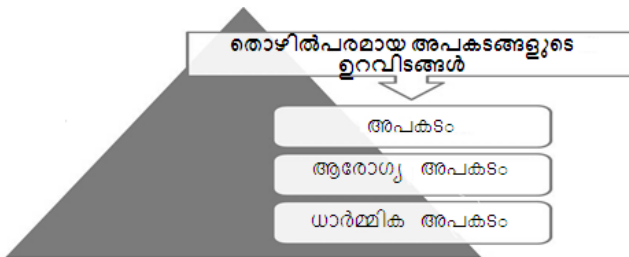 തൊഴിൽപരമായ അപകടങ്ങളുടെ
ഉറവിടങ്ങൾ
അപകടം
ആരോഗ്യ അപകടം
ധാർമ്മിക അപകടം